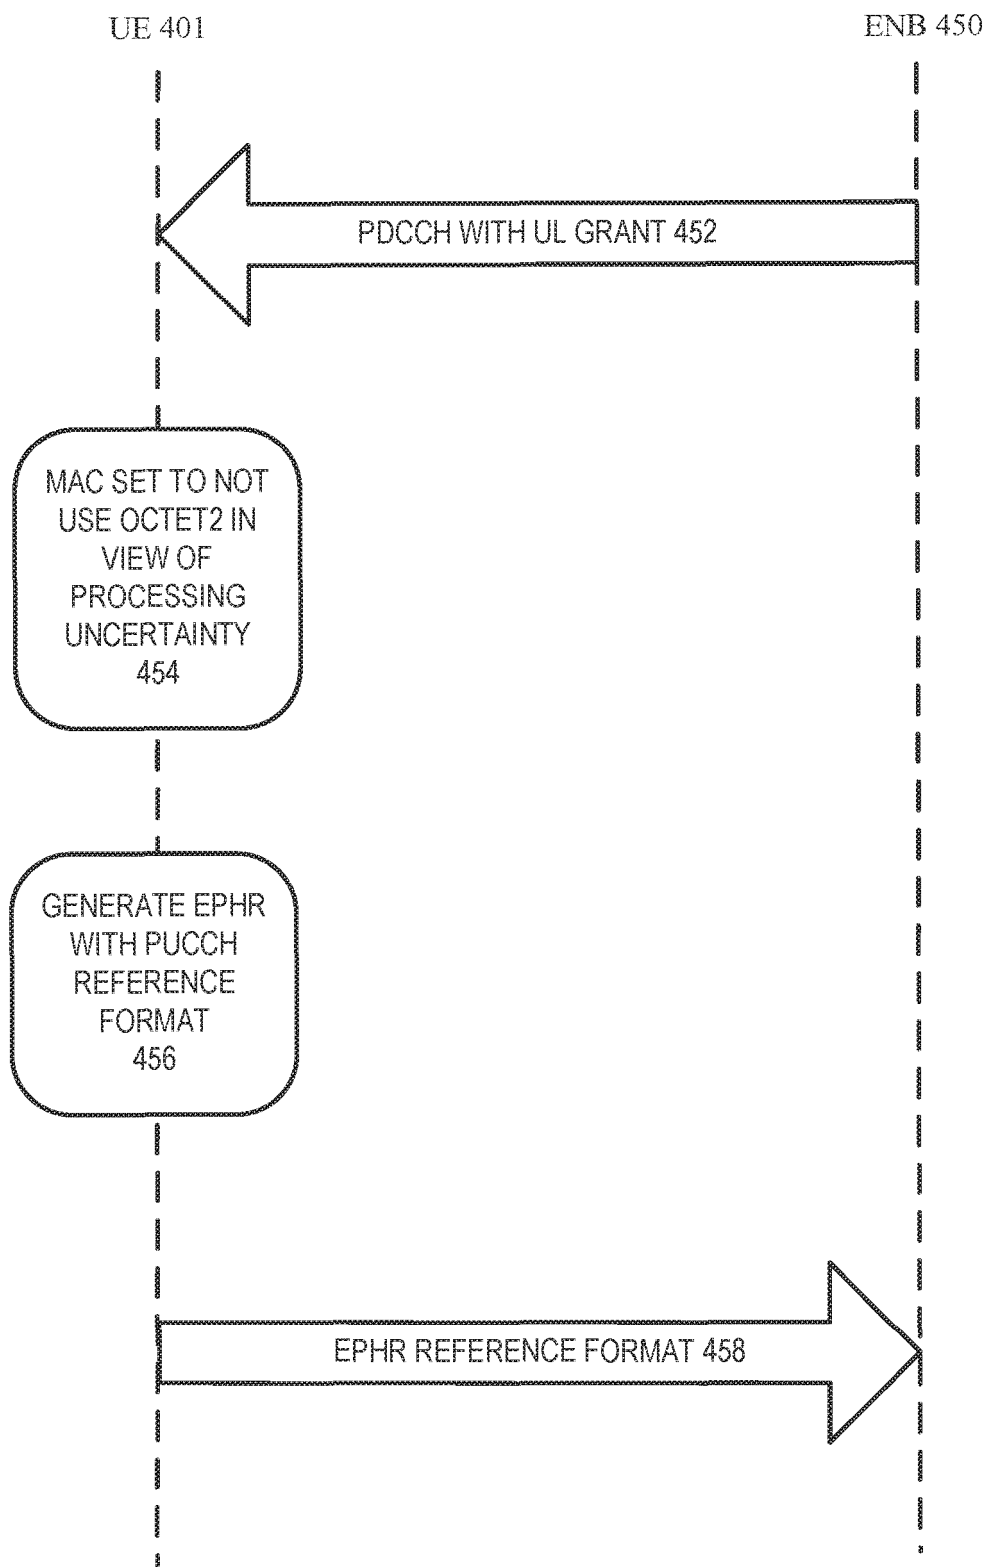 UE 401
ENB 450
PDCCH WITH UL GRANT 452
MAC SET TO NOT
USE OCTET2 IN
VIEW OF
PROCESSING
UNCERTAINTY
454
GENERATE EPHR
WITH PUCCH
REFERENCE
FORMAT
456
EPHR REFERENCE FORMAT 458